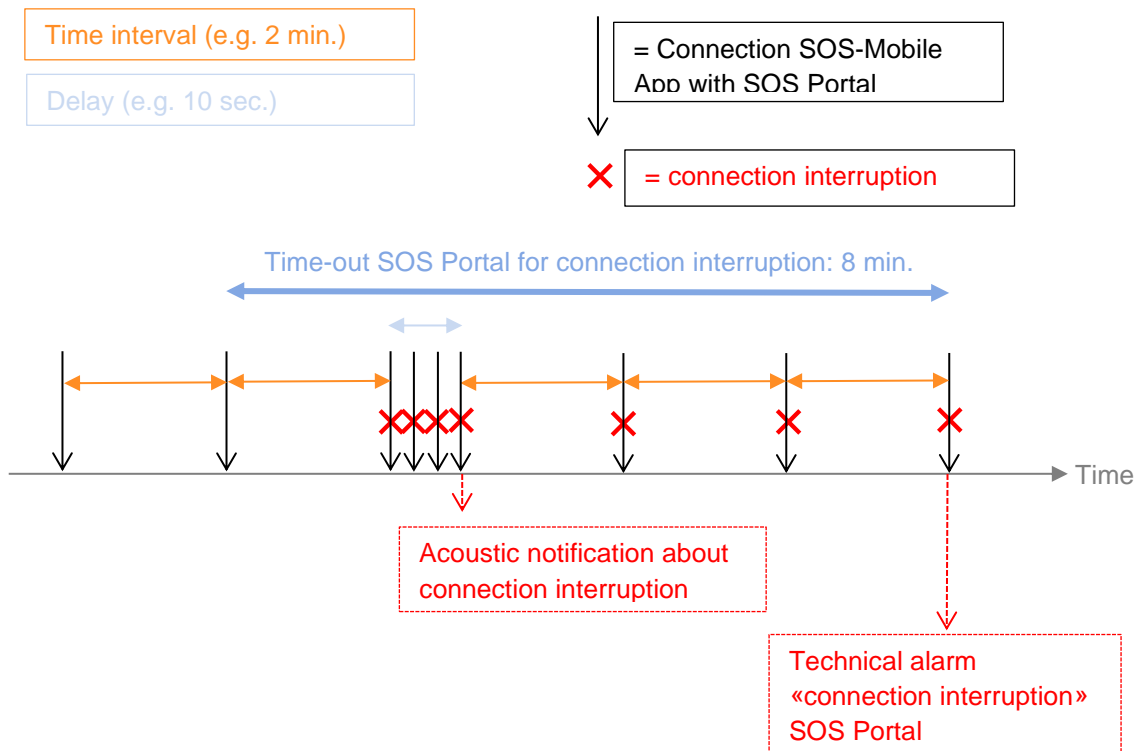 Time interval (e.g. 2 min.)
Delay (e.g. 10 sec.)
= Connection SOS-Mobile
App with SOS Portal
= connection interruption
Time-out SOS Portal for connection interruption: 8 min.
Time
Acoustic notification about
connection interruption
Technical alarm
«connection interruption»
SOS Portal